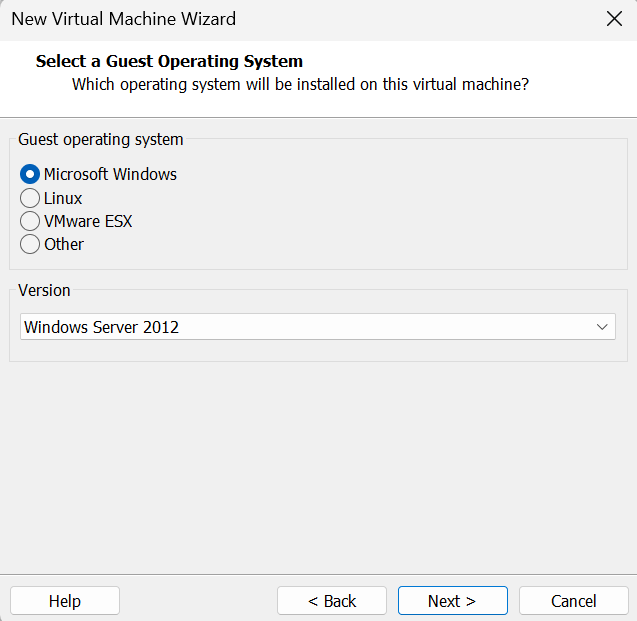 New Virtual Machine Wizard
Select a Guest Operating System
Which operating system will be installed on this virtual machine?
Guest operating system
Microsoft Windows
Linux
VMware ESX
Other
Version
Windows Server 2012
Help
< Back
Next >
Cancel